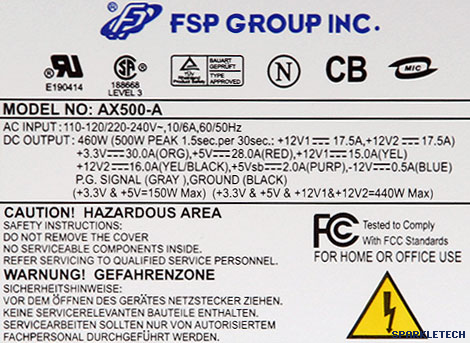 FSP GROUP INC.
E190414
188668
LEVEL 3
BAUART
GEPRÜFT
TYPE
APPROVED
N
CB
MIC
MODEL NO: AX500-A
AC INPUT: 110-120/220-240V~,10/6A,60/50Hz
DC OUTPUT: 460W (500W PEAK 1.5sec.per 30sec.: +12V1⎓ 17.5A,+12V2 ⎓ 17.5A)
+3.3V⎓30.0A(ORG),+5V⎓28.0A(RED),+12V1⎓15.0A(YEL)
+12V2⎓16.0A(YEL/BLACK),+5Vsb⎓2.0A(PURP),-12V⎓0.5A(BLUE)
P.G. SIGNAL (GRAY ),GROUND (BLACK)
(+3.3V & +5V=150W Max) (+3.3V & +5V & +12V1&+12V2=440W Max)
CAUTION! HAZARDOUS AREA
SAFETY INSTRUCTIONS:
DO NOT REMOVE THE COVER
NO SERVICEABLE COMPONENTS INSIDE.
REFER SERVICING TO QUALIFIED SERVICE PERSONNEL.
FC Tested to Comply
With FCC Standards
FOR HOME OR OFFICE USE
WARNUNG! GEFAHRENZONE
SICHERHEITSHINWEISE:
VOR DEM ÖFFNEN DES GERÄTES NETZSTECKER ZIEHEN.
KEINE SERVICERELEVANTEN BAUTEILE ENTHALTEN.
SERVICEARBEITEN SOLLTEN NUR VON AUTORISIERTEM
FACHPERSONAL DURCHGEFÜHRT WERDEN.
SPARKLETECH